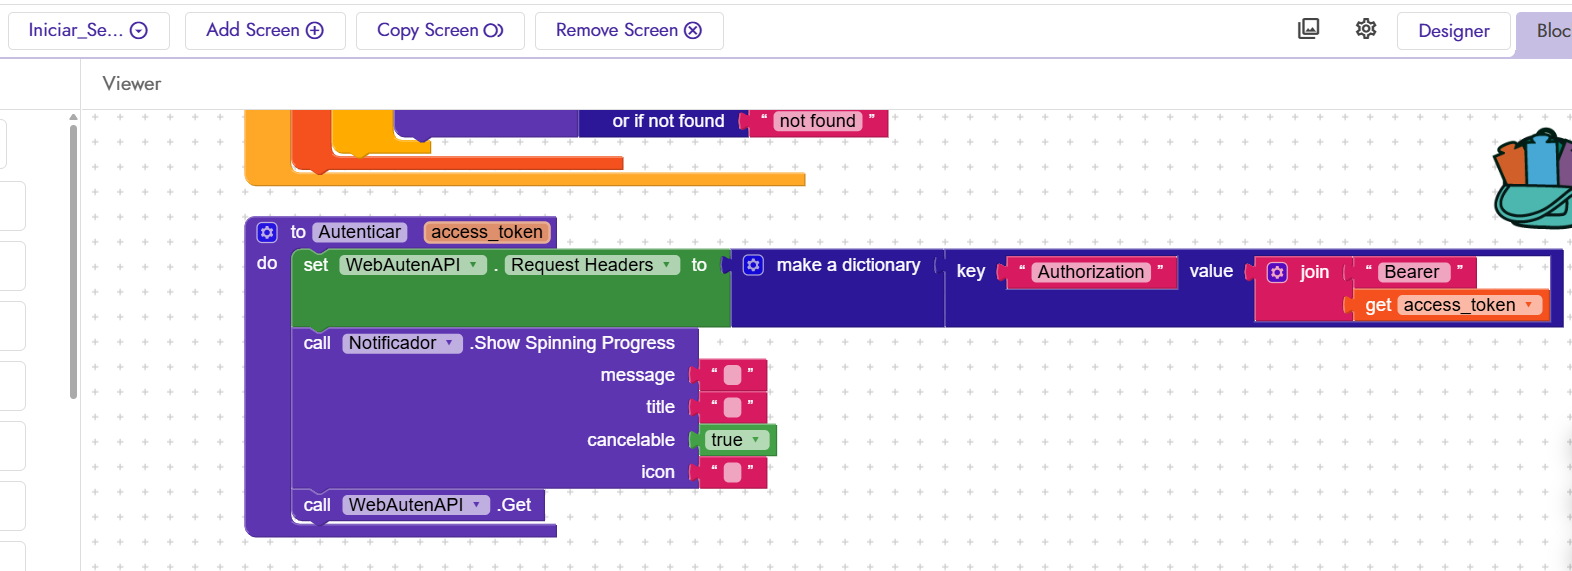 Iniciar_Se... Add Screen Copy Screen Remove Screen Designer Bloc
Viewer
or if not found “ not found ”
to Autenticar access_token
do set WebAutenAPI . Request Headers to make a dictionary key “ Authorization ” value join “ Bearer ”
get access_token
call Notificador .Show Spinning Progress
message “ ”
title “ ”
cancelable true
icon “ ”
call WebAutenAPI .Get